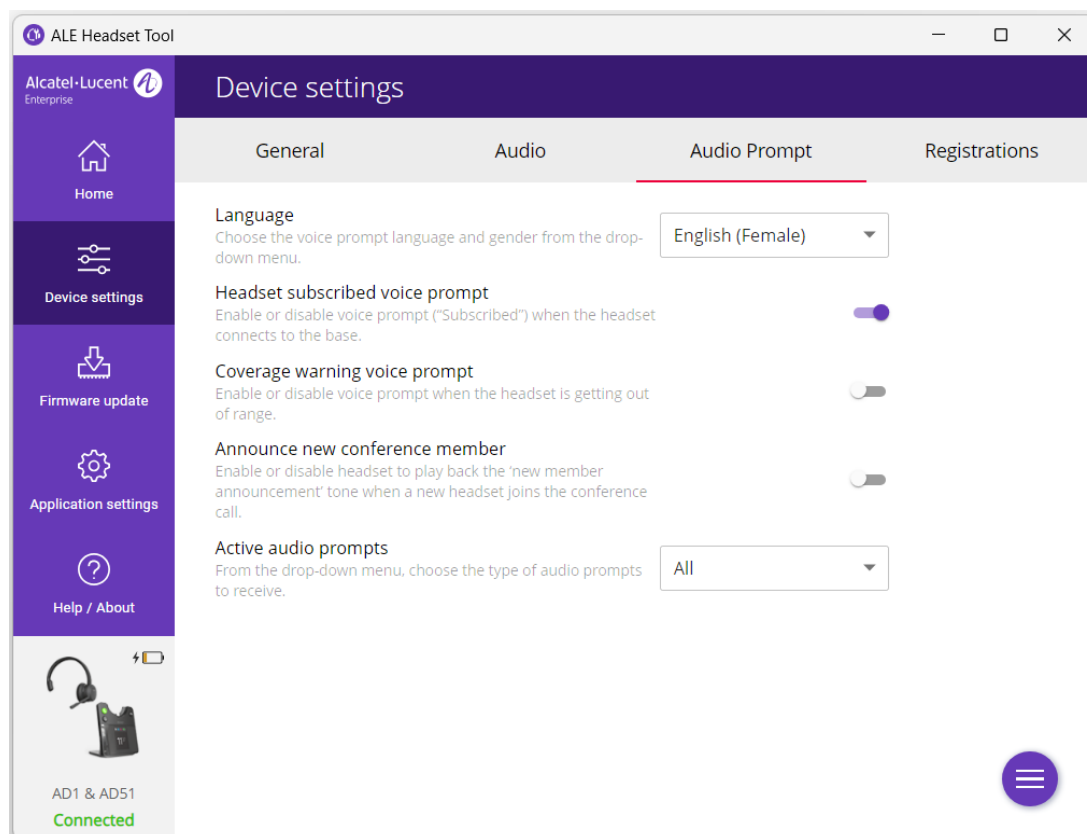 ALE Headset Tool
Alcatel·Lucent
Enterprise
Device settings
Home
Device settings
Firmware update
Application settings
Help / About
AD1 & AD51
Connected
General
Audio
Audio Prompt
Registrations
Language
Choose the voice prompt language and gender from the drop-
down menu.
English (Female)
Headset subscribed voice prompt
Enable or disable voice prompt (“Subscribed”) when the headset
connects to the base.
Coverage warning voice prompt
Enable or disable voice prompt when the headset is getting out
of range.
Announce new conference member
Enable or disable headset to play back the ‘new member
announcement’ tone when a new headset joins the conference
call.
Active audio prompts
From the drop-down menu, choose the type of audio prompts
to receive.
All